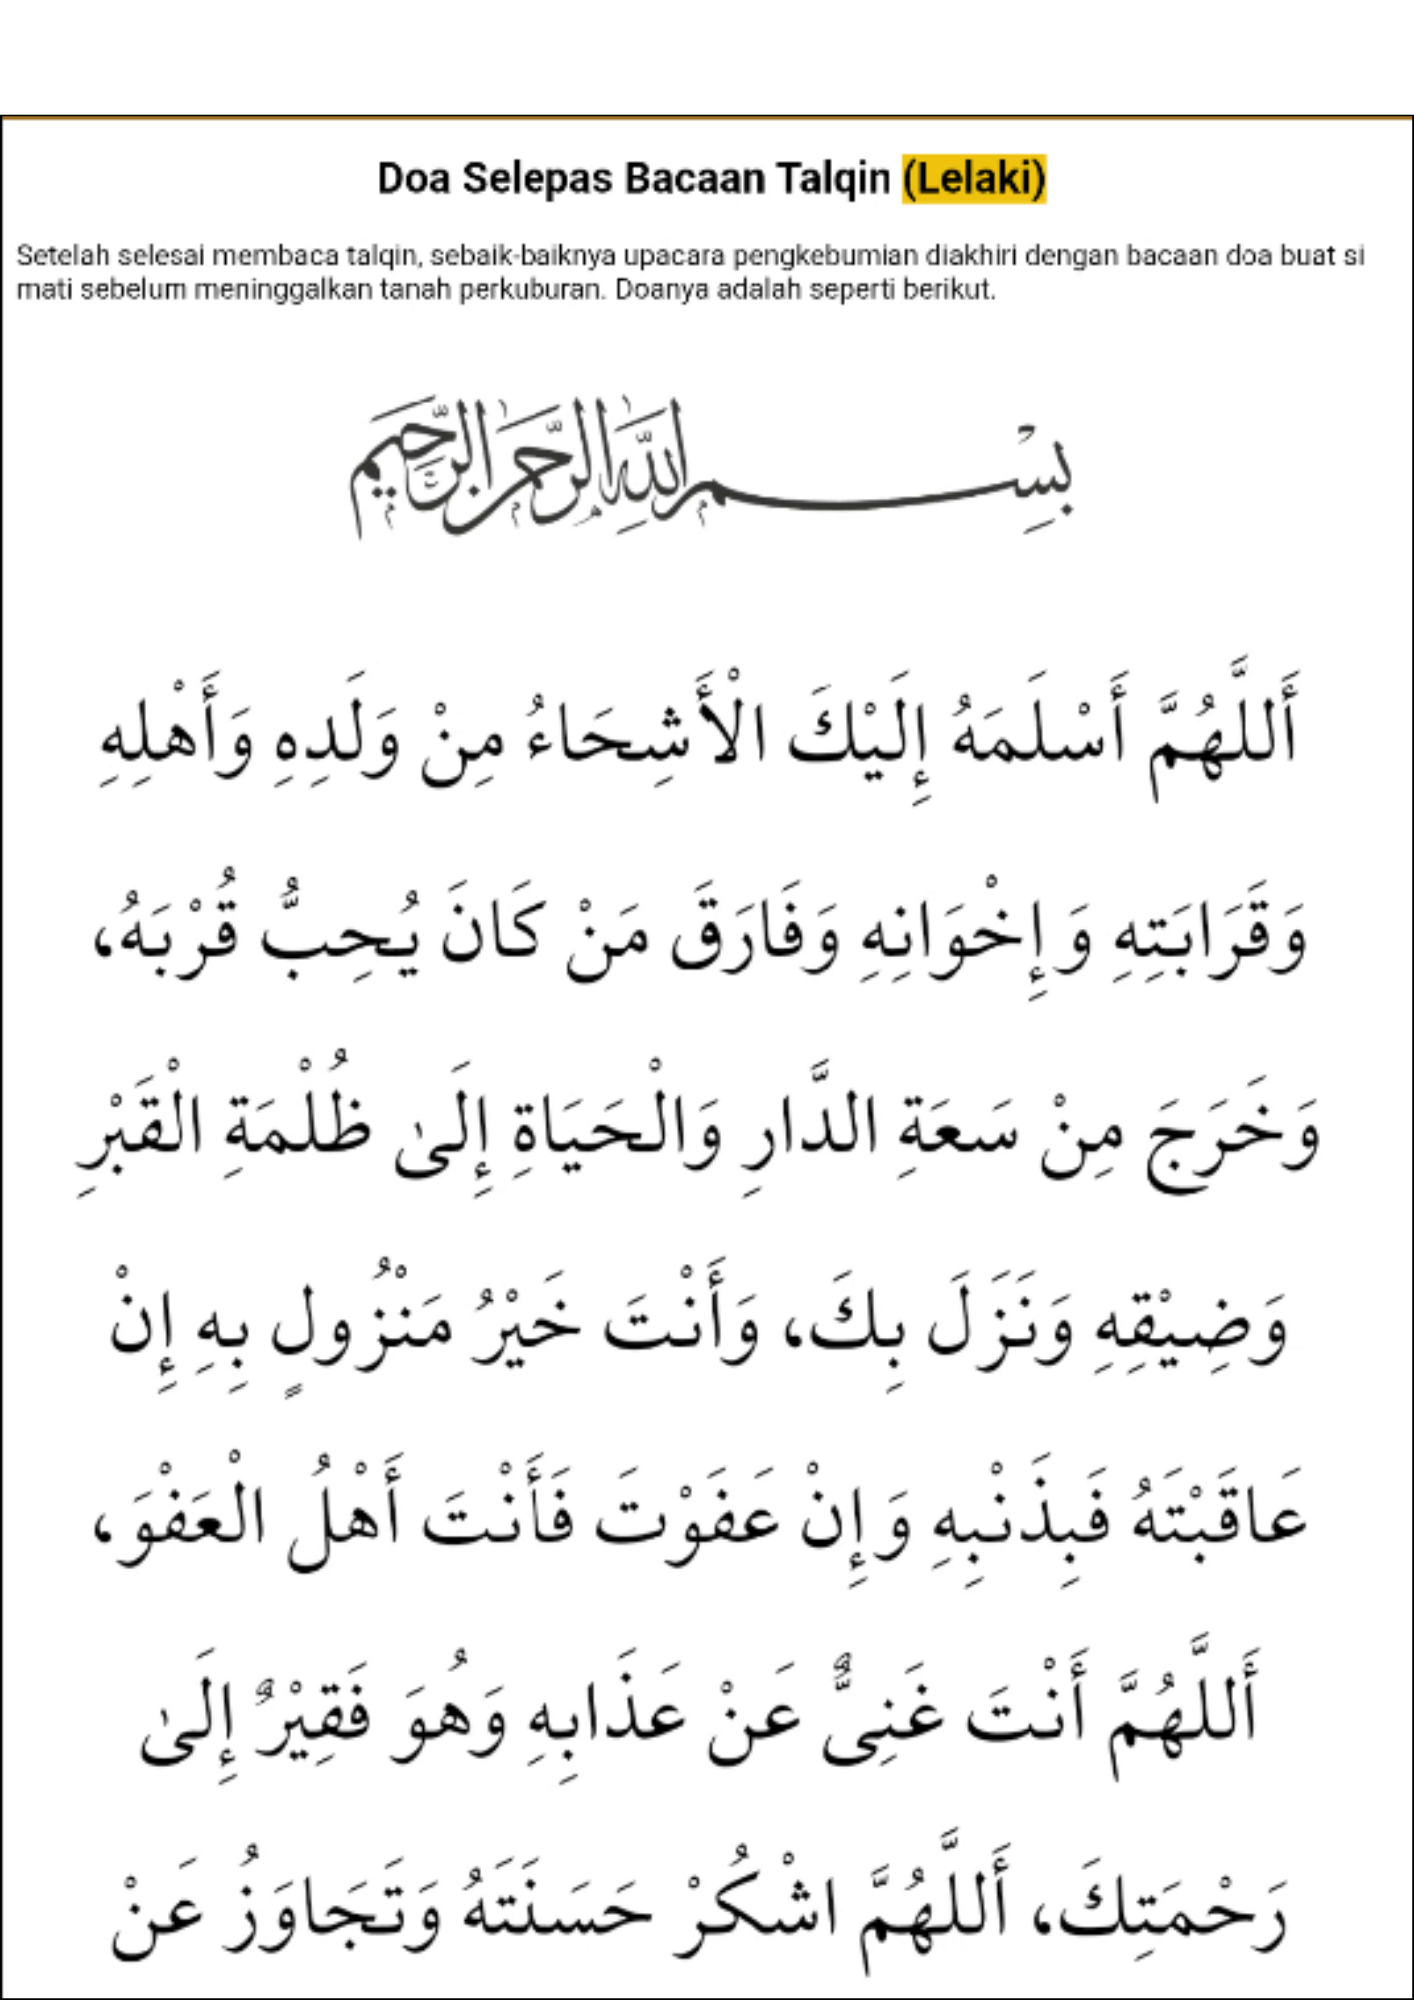 Doa Selepas Bacaan Talqin (Lelaki)
Setelah selesai membaca talqin, sebaik-baiknya upacara pengkebumian diakhiri dengan bacaan doa buat si
mati sebelum meninggalkan tanah perkuburan. Doanya adalah seperti berikut.
بِسْمِ اللَّهِ الرَّحْمَٰنِ الرَّحِيمِ
أَللَّهُمَّ أَسْلَمَهُ إِلَيْكَ الْأَشِحَاءُ مِنْ وَلَدِهِ وَأَهْلِهِ
وَقَرَابَتِهِ وَإِخْوَانِهِ وَفَارَقَ مَنْ كَانَ يُحِبُّ قُرْبَهُ،
وَخَرَجَ مِنْ سَعَةِ الدَّارِ وَالْحَيَاةِ إِلَىٰ ظُلْمَةِ الْقَبْرِ
وَضِيْقِهِ وَنَزَلَ بِكَ، وَأَنْتَ خَيْرُ مَنْزُولٍ بِهِ إِنْ
عَاقَبْتَهُ فَبِذَنْبِهِ وَإِنْ عَفَوْتَ فَأَنْتَ أَهْلُ الْعَفْوَ،
أَللَّهُمَّ أَنْتَ غَنِىٌّ عَنْ عَذَابِهِ وَهُوَ فَقِيْرٌ إِلَىٰ
رَحْمَتِكَ، أَللَّهُمَّ اشْكُرْ حَسَنَتَهُ وَتَجَاوَزُ عَنْ